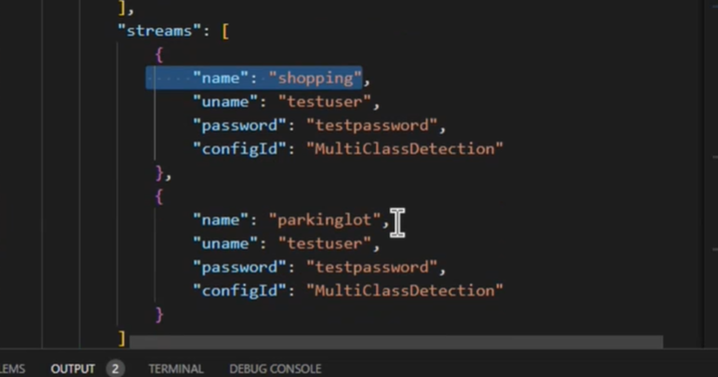 ],
"streams": [
{
"name": "shopping",
"uname": "testuser",
"password": "testpassword",
"configId": "MultiClassDetection"
},
{
"name": "parkinglot",
"uname": "testuser",
"password": "testpassword",
"configId": "MultiClassDetection"
}
]
LEMS OUTPUT 2 TERMINAL DEBUG CONSOLE